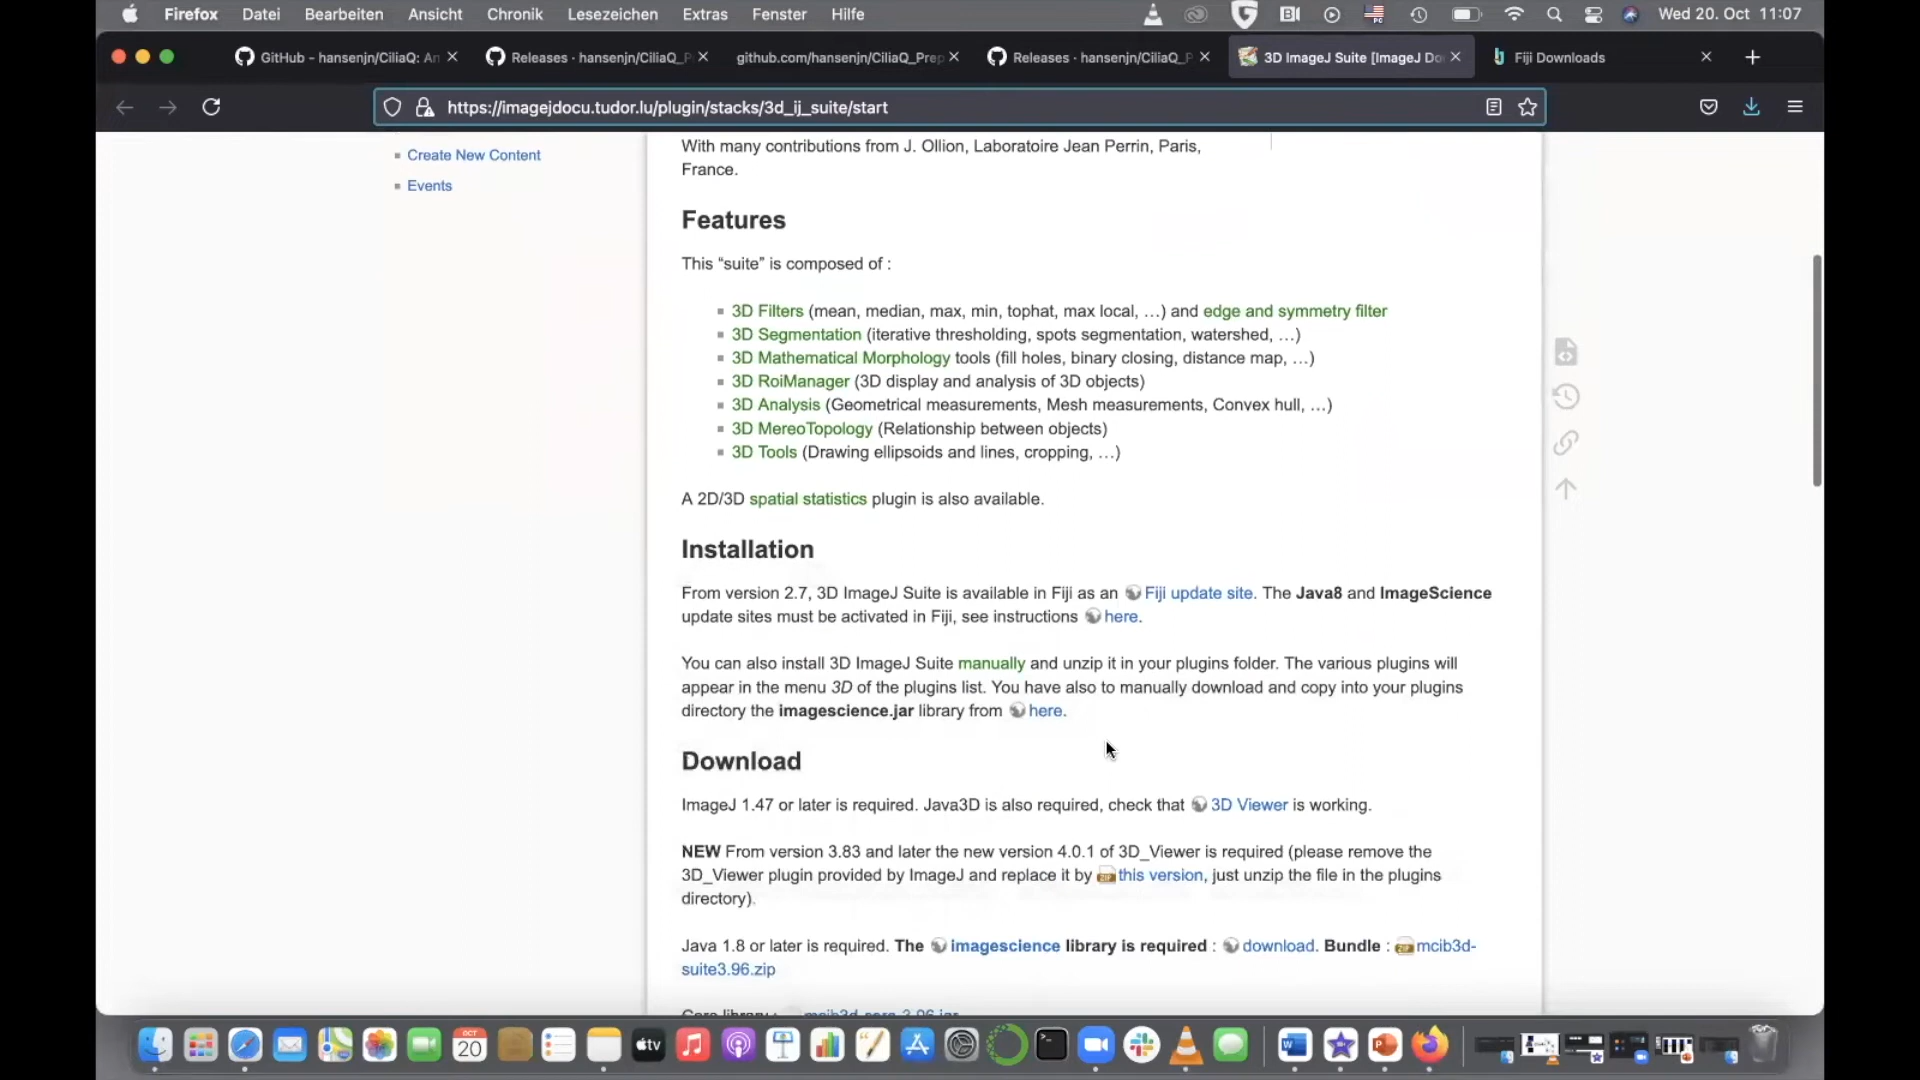 Firefox Datei Bearbeiten Ansicht Chronik Lesezeichen Extras Fenster Hilfe Wed 20. Oct 11:07
GitHub - hansenjn/CiliaQ: An
Releases · hansenjn/CiliaQ_P
github.com/hansenjn/CiliaQ_Prep
Releases · hansenjn/CiliaQ_P
3D ImageJ Suite [ImageJ Do
Fiji Downloads
https://imagejdocu.tudor.lu/plugin/stacks/3d_ij_suite/start
Create New Content
Events
With many contributions from J. Ollion, Laboratoire Jean Perrin, Paris,
France.
Features
This “suite” is composed of :
3D Filters (mean, median, max, min, tophat, max local, …) and edge and symmetry filter
3D Segmentation (iterative thresholding, spots segmentation, watershed, …)
3D Mathematical Morphology tools (fill holes, binary closing, distance map, …)
3D RoiManager (3D display and analysis of 3D objects)
3D Analysis (Geometrical measurements, Mesh measurements, Convex hull, …)
3D MereoTopology (Relationship between objects)
3D Tools (Drawing ellipsoids and lines, cropping, …)
A 2D/3D spatial statistics plugin is also available.
Installation
From version 2.7, 3D ImageJ Suite is available in Fiji as an Fiji update site. The Java8 and ImageScience
update sites must be activated in Fiji, see instructions here.
You can also install 3D ImageJ Suite manually and unzip it in your plugins folder. The various plugins will
appear in the menu 3D of the plugins list. You have also to manually download and copy into your plugins
directory the imagescience.jar library from here.
Download
ImageJ 1.47 or later is required. Java3D is also required, check that 3D Viewer is working.
NEW From version 3.83 and later the new version 4.0.1 of 3D_Viewer is required (please remove the
3D_Viewer plugin provided by ImageJ and replace it by this version, just unzip the file in the plugins
directory).
Java 1.8 or later is required. The imagescience library is required : download. Bundle : mcib3d-
suite3.96.zip
Core library : mcib3d-core-3.96.jar
OCT
20
tv